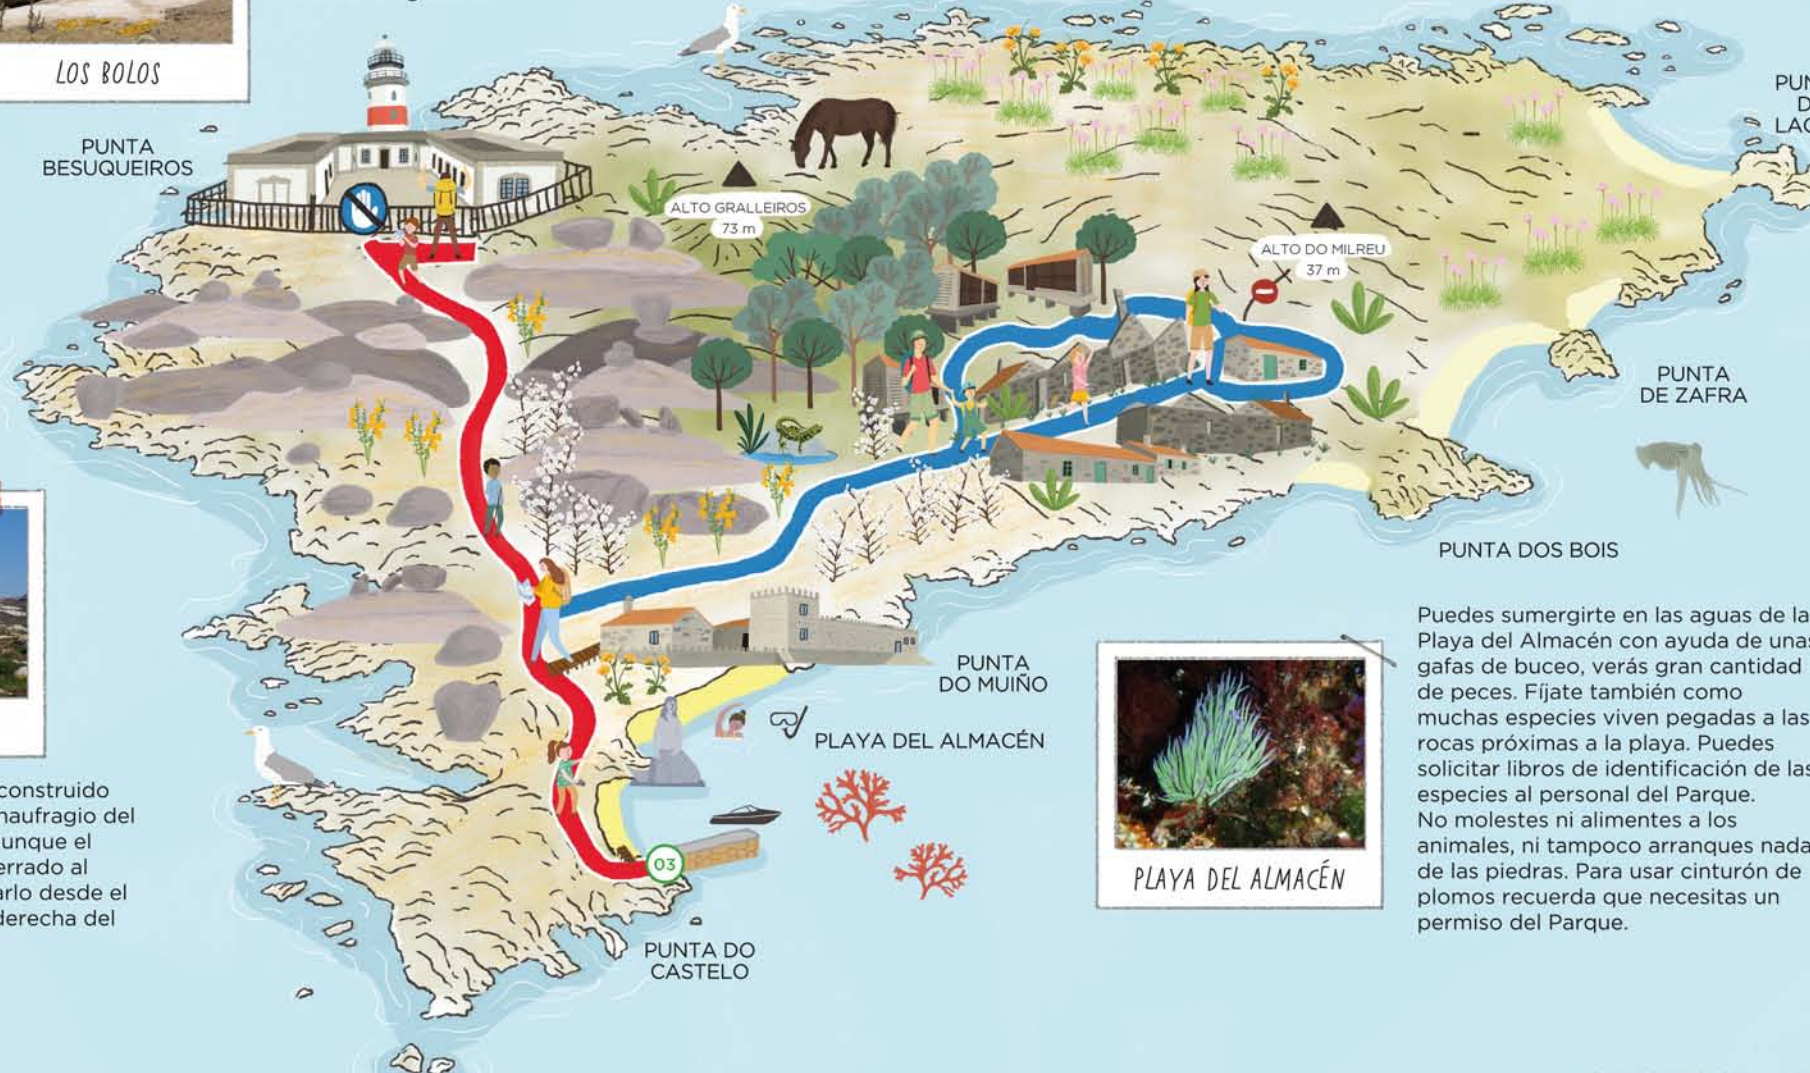 LOS BOLOS
PUNTA
BESUQUEIROS
ALTO GRALLEIROS
73 m
ALTO DO MILREU
37 m
PUNTA
DE ZAFRA
PUNTA DOS BOIS
PUNTA
DO MUIÑO
PLAYA DEL ALMACÉN
03
PUNTA DO
CASTELO
construido
naufragio del
unque el
errado al
arlo desde el
derecha del
PLAYA DEL ALMACÉN
Puedes sumergirte en las aguas de la
Playa del Almacén con ayuda de unas
gafas de buceo, verás gran cantidad
de peces. Fíjate también como
muchas especies viven pegadas a las
rocas próximas a la playa. Puedes
solicitar libros de identificación de las
especies al personal del Parque.
No molestes ni alimentes a los
animales, ni tampoco arranques nada
de las piedras. Para usar cinturón de
plomos recuerda que necesitas un
permiso del Parque.